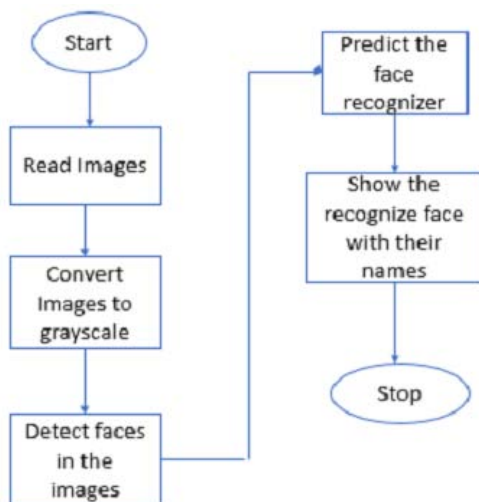 Start
Read Images
Convert
Images to
grayscale
Detect faces
in the
images
Predict the
face
recognizer
Show the
recognize face
with their
names
Stop